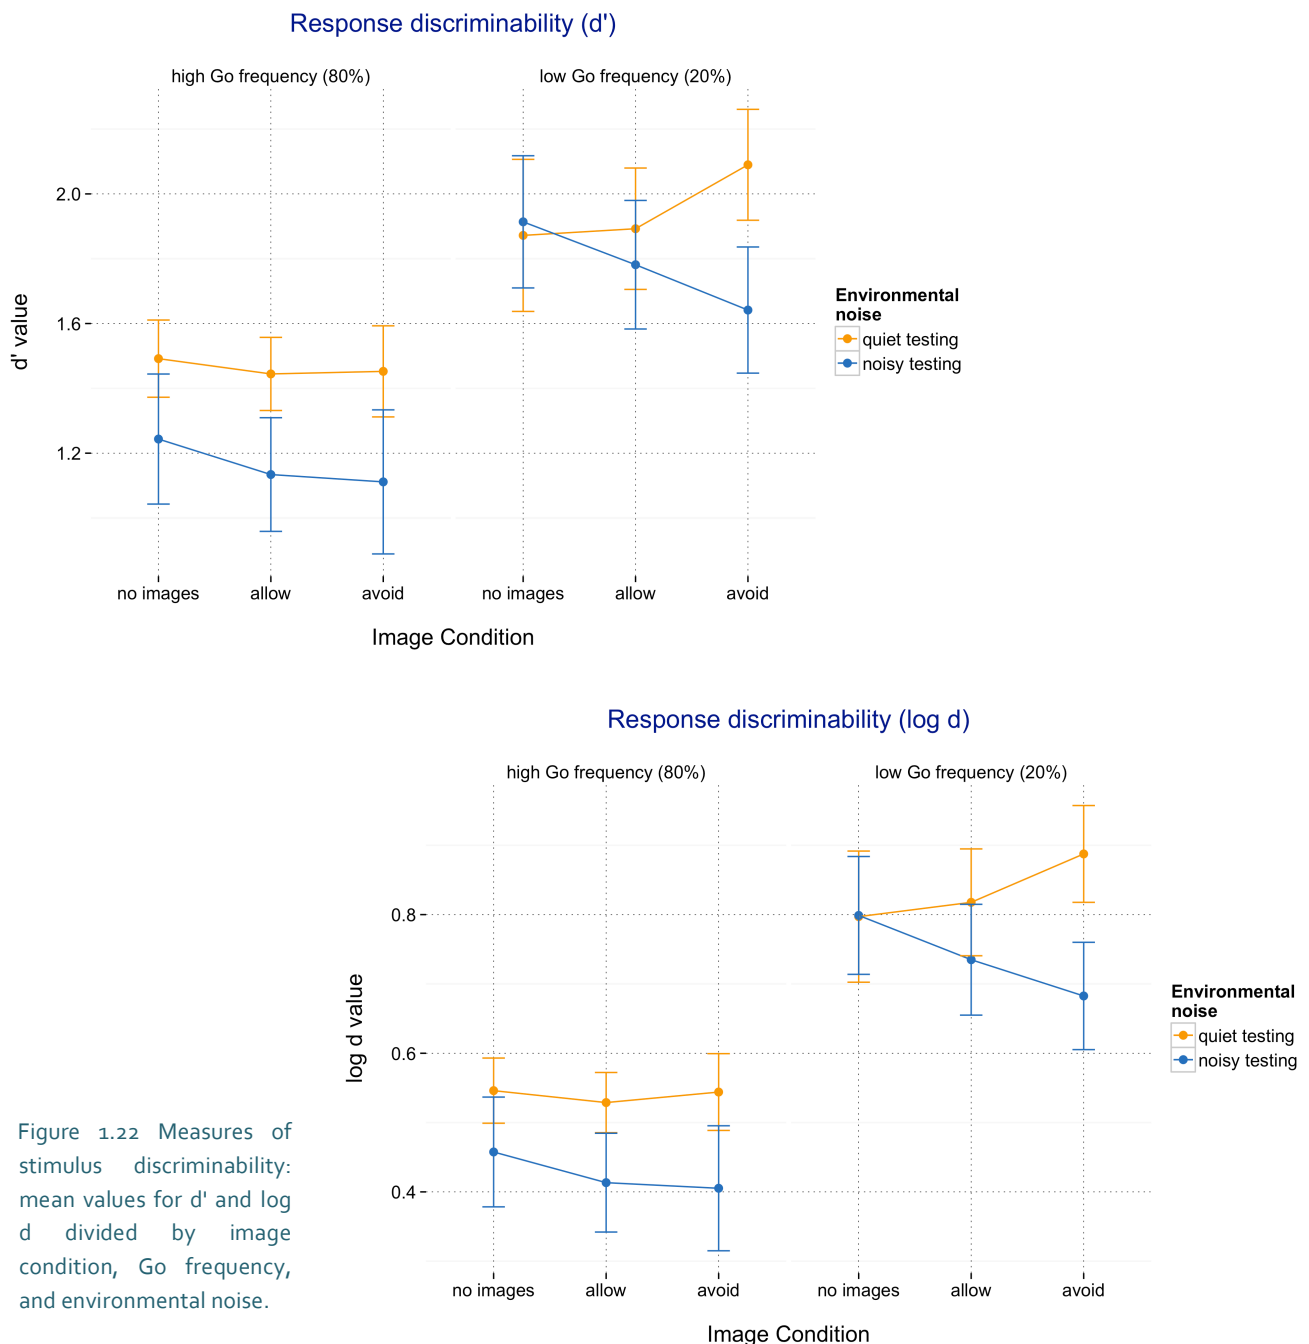 Response discriminability (d')
high Go frequency (80%)
low Go frequency (20%)
2.0
1.6
1.2
d' value
no images
allow
avoid
no images
allow
avoid
Image Condition
Environmental
noise
quiet testing
noisy testing
Response discriminability (log d)
high Go frequency (80%)
low Go frequency (20%)
0.8
0.6
0.4
log d value
no images
allow
avoid
no images
allow
avoid
Image Condition
Environmental
noise
quiet testing
noisy testing
Figure 1.22 Measures of
stimulus discriminability:
mean values for d' and log
d divided by image
condition, Go frequency,
and environmental noise.